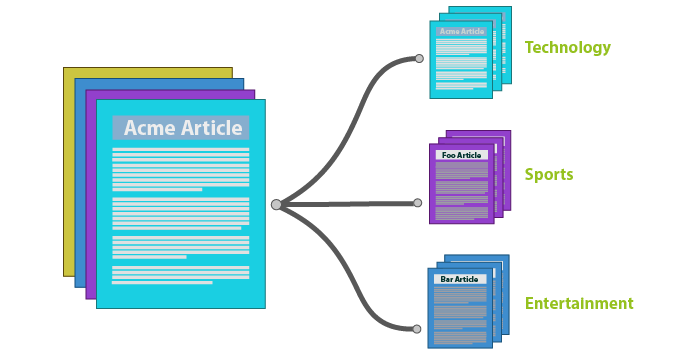 Acme Article
Acme Article
Technology
Foo Article
Sports
Bar Article
Entertainment